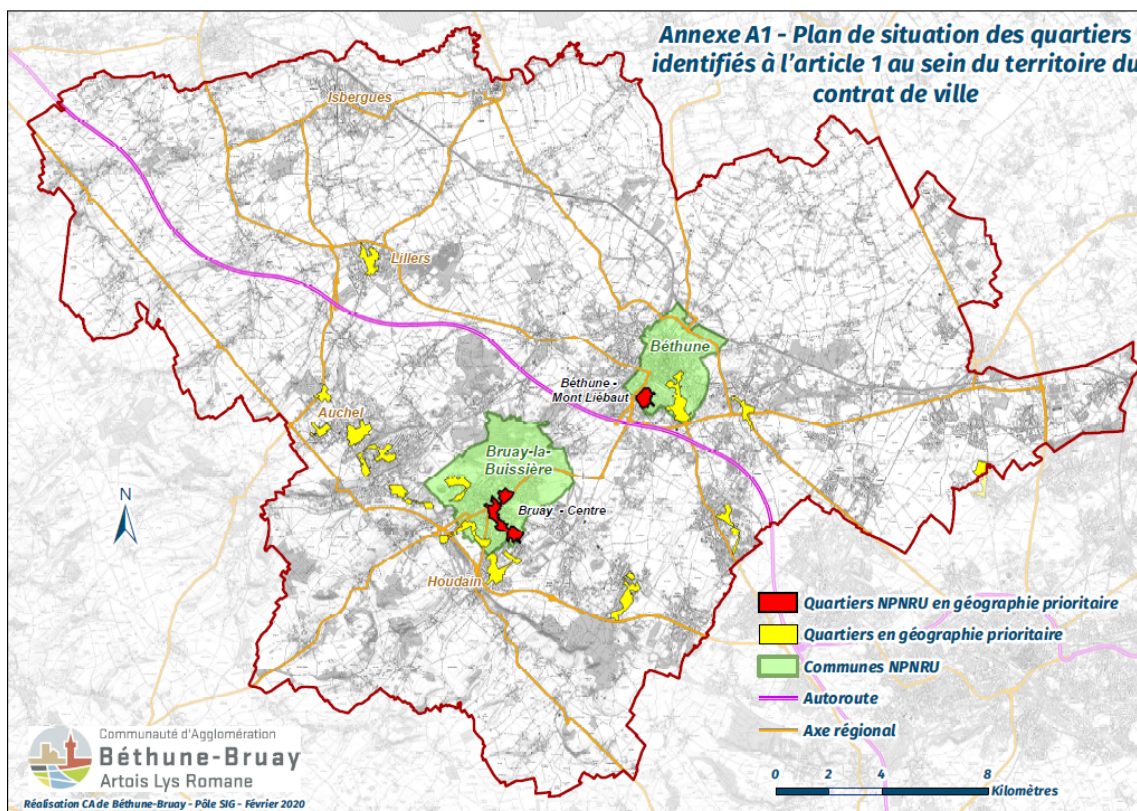 Annexe A1 - Plan de situation des quartiers
identifiés à l'article 1 au sein du territoire du
contrat de ville
Isbergues
Lillers
Béthune
Béthune -
Mont Liébaut
Auchel
Bruay-la-
Buissière
Bruay - Centre
N
Houdain
Quartiers NPNRU en géographie prioritaire
Quartiers en géographie prioritaire
Communes NPNRU
Autoroute
Axe régional
0 2 4 8
Kilomètres
Communauté d'Agglomération
Béthune-Bruay
Artois Lys Romane
Réalisation CA de Béthune-Bruay - Pôle SIG - Février 2020